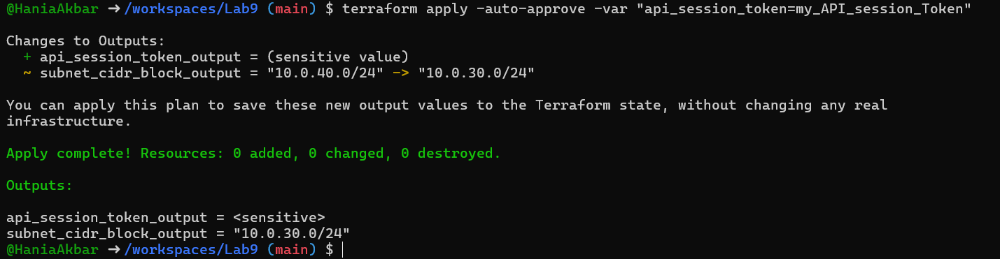 @HaniaAkbar ➜ /workspaces/Lab9 (main) $ terraform apply -auto-approve -var "api_session_token=my_API_session_Token"
Changes to Outputs:
+ api_session_token_output = (sensitive value)
~ subnet_cidr_block_output = "10.0.40.0/24" -> "10.0.30.0/24"
You can apply this plan to save these new output values to the Terraform state, without changing any real
infrastructure.
Apply complete! Resources: 0 added, 0 changed, 0 destroyed.
Outputs:
api_session_token_output = <sensitive>
subnet_cidr_block_output = "10.0.30.0/24"
@HaniaAkbar ➜ /workspaces/Lab9 (main) $